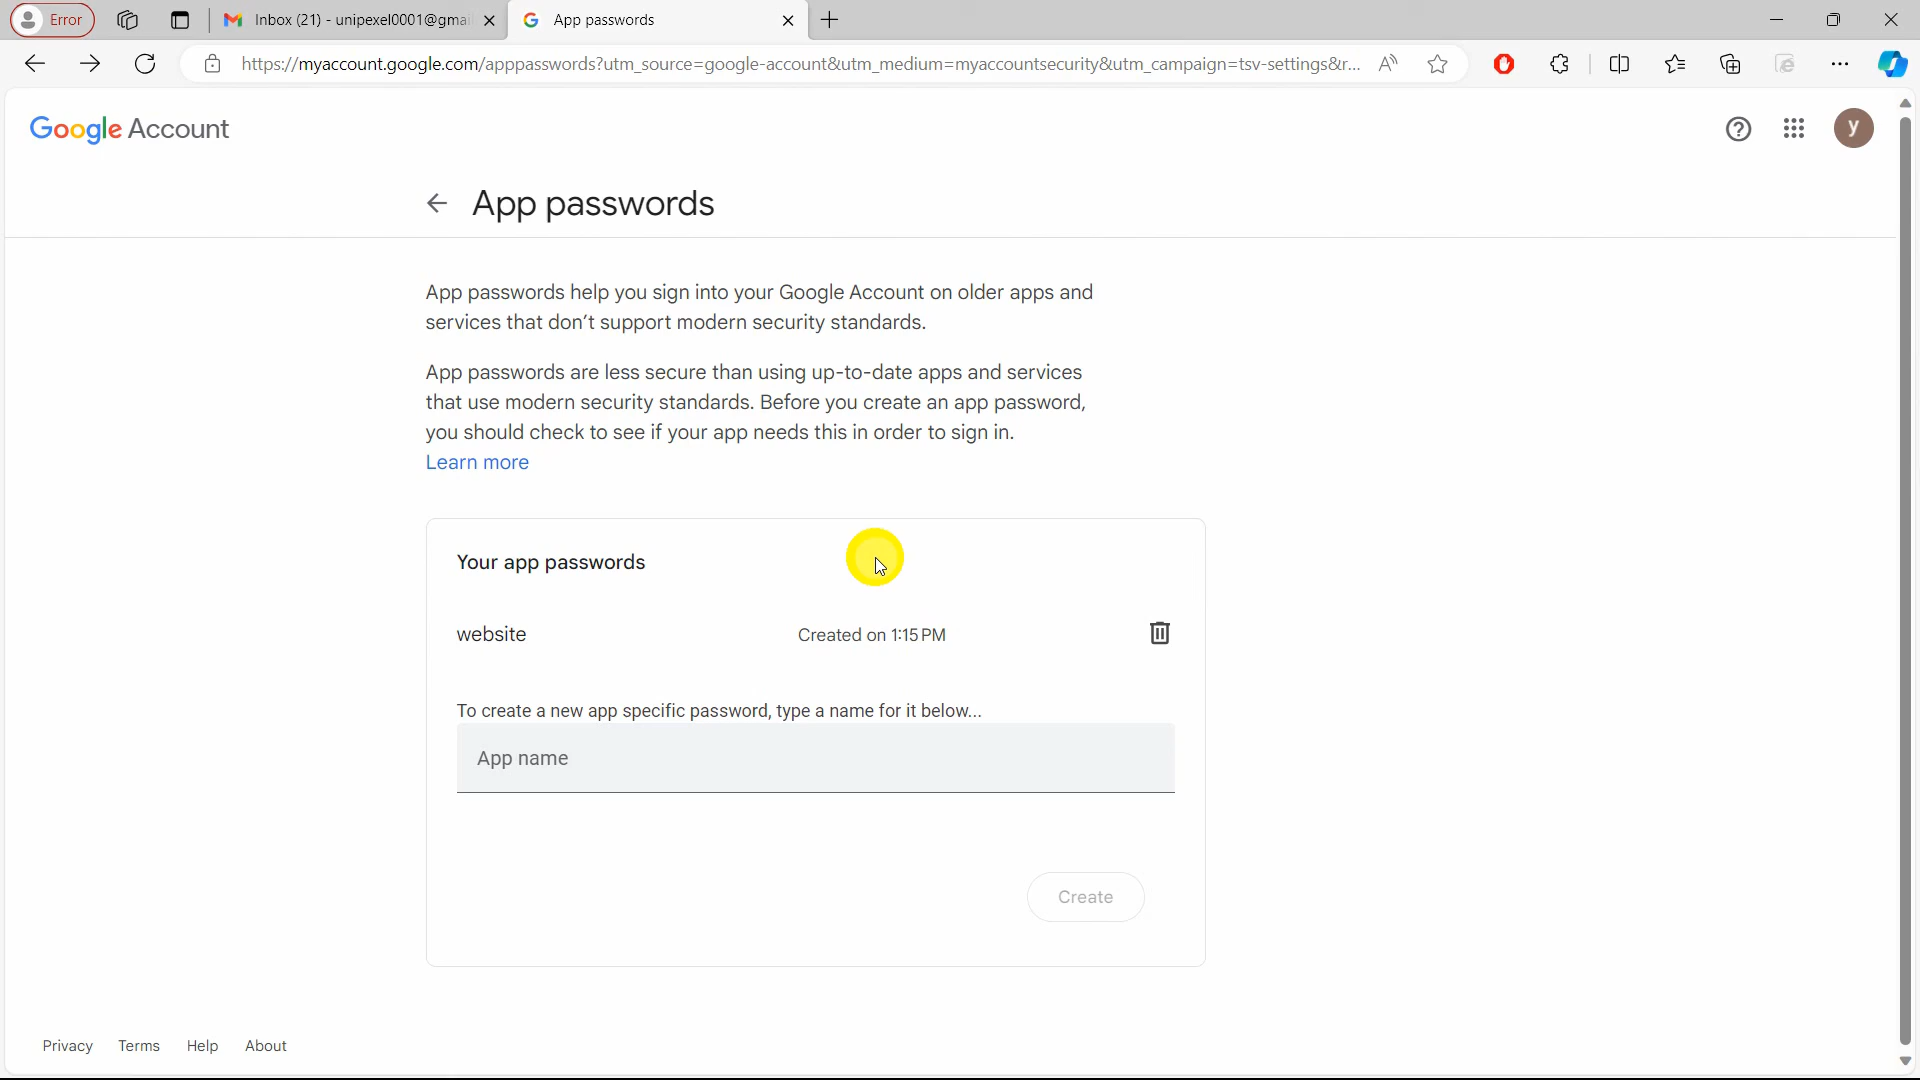 Error
Inbox (21) - unipexel0001@gmai
App passwords
https://myaccount.google.com/apppasswords?utm_source=google-account&utm_medium=myaccountsecurity&utm_campaign=tsv-settings&r...
Google Account
y
App passwords
App passwords help you sign into your Google Account on older apps and
services that don't support modern security standards.
App passwords are less secure than using up-to-date apps and services
that use modern security standards. Before you create an app password,
you should check to see if your app needs this in order to sign in.
Learn more
Your app passwords
website
Created on 1:15 PM
To create a new app specific password, type a name for it below...
App name
Create
Privacy
Terms
Help
About